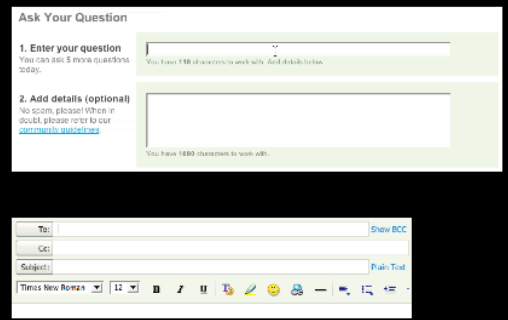 Ask Your Question
1. Enter your question
You can ask 5 more questions
today.
You have 110 characters to work with. Add details below.
2. Add details (optional)
No spam, please! When in
doubt, please refer to our
community guidelines.
You have 1000 characters to work with.
To:
Show BCC
Cc:
Subject:
Plain Text
Times New Roman
12
B
I
U